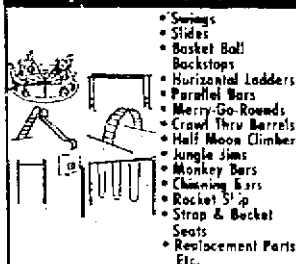 • Swings
• Slides
• Basket Ball
Backstops
• Horizontal Ladders
• Parallel Bars
• Merry-Go-Rounds
• Crawl Thru Barrels
• Half Moon Climber
• Jungle Jims
• Monkey Bars
• Chinning Bars
• Rocket Ship
• Strap & Bucket
Seats
• Replacement Parts
Etc.